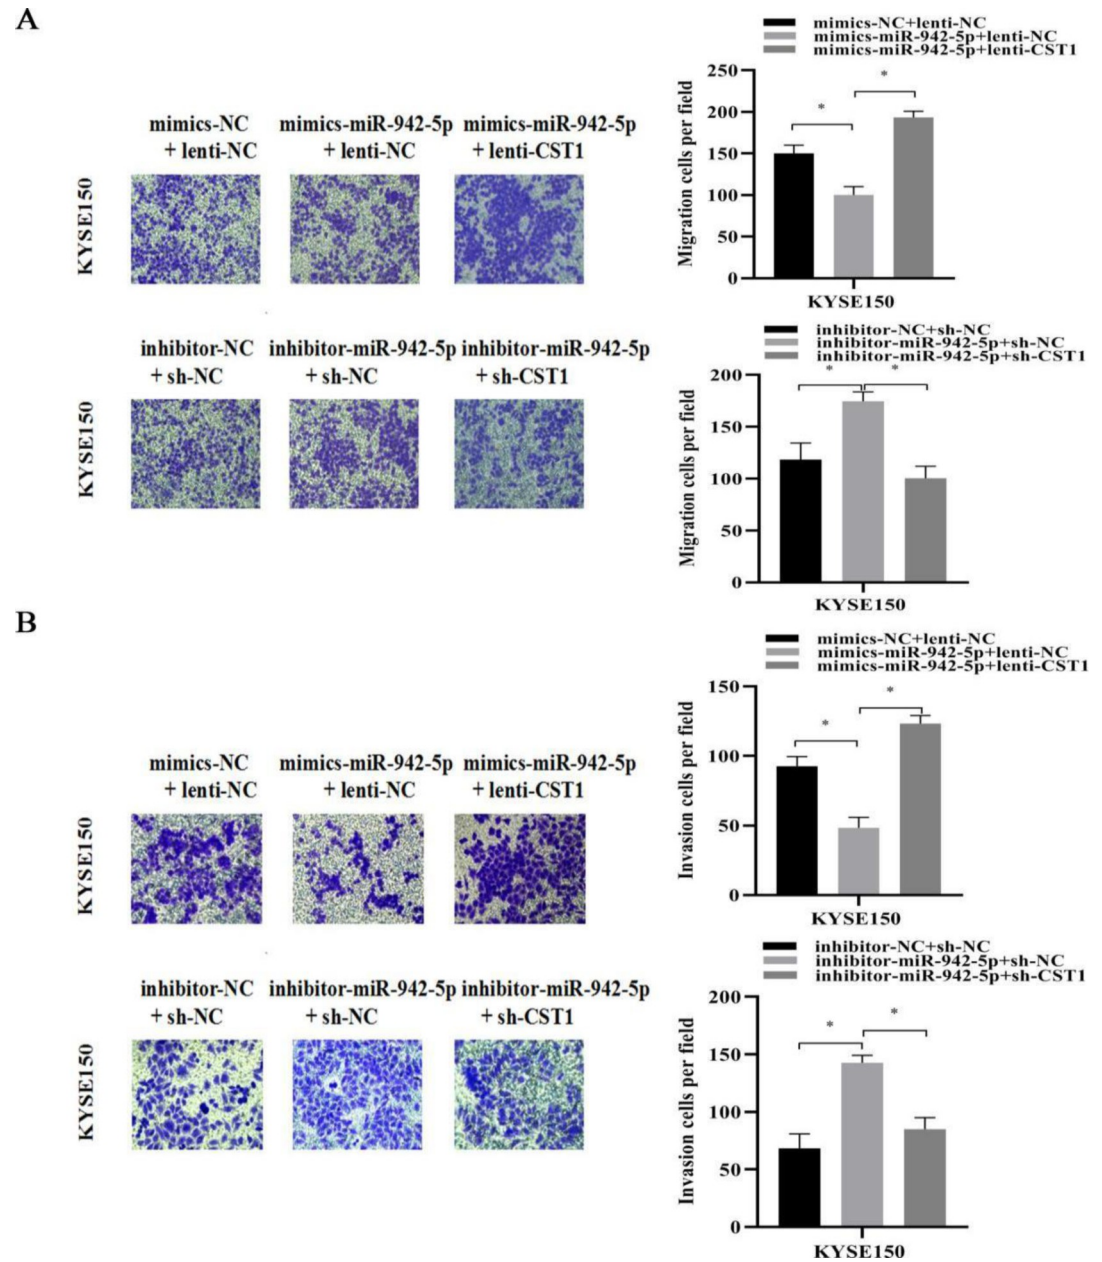 A
mimics-NC+lenti-NC
mimics-miR-942-5p+lenti-NC
mimics-miR-942-5p+lenti-CST1
mimics-NC
+ lenti-NC
mimics-miR-942-5p
+ lenti-NC
mimics-miR-942-5p
+ lenti-CST1
KYSE150
Migration cells per field
250
200
150
100
50
0
*
*
KYSE150
inhibitor-NC
+ sh-NC
inhibitor-miR-942-5p
+ sh-NC
inhibitor-miR-942-5p
+ sh-CST1
KYSE150
inhibitor-NC+sh-NC
inhibitor-miR-942-5p+sh-NC
inhibitor-miR-942-5p+sh-CST1
Migration cells per field
200
150
100
50
0
*
*
KYSE150
B
mimics-NC+lenti-NC
mimics-miR-942-5p+lenti-NC
mimics-miR-942-5p+lenti-CST1
mimics-NC
+ lenti-NC
mimics-miR-942-5p
+ lenti-NC
mimics-miR-942-5p
+ lenti-CST1
KYSE150
Invasion cells per field
150
100
50
0
*
*
KYSE150
inhibitor-NC
+ sh-NC
inhibitor-miR-942-5p
+ sh-NC
inhibitor-miR-942-5p
+ sh-CST1
KYSE150
inhibitor-NC+sh-NC
inhibitor-miR-942-5p+sh-NC
inhibitor-miR-942-5p+sh-CST1
Invasion cells per field
200
150
100
50
0
*
*
KYSE150